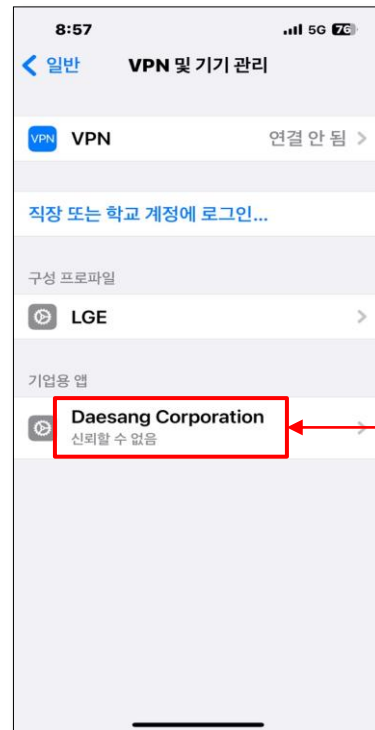 8:57
5G 76
일반
VPN 및 기기 관리
VPN VPN 연결 안 됨
직장 또는 학교 계정에 로그인...
구성 프로파일
LGE
기업용 앱
Daesang Corporation
신뢰할 수 없음